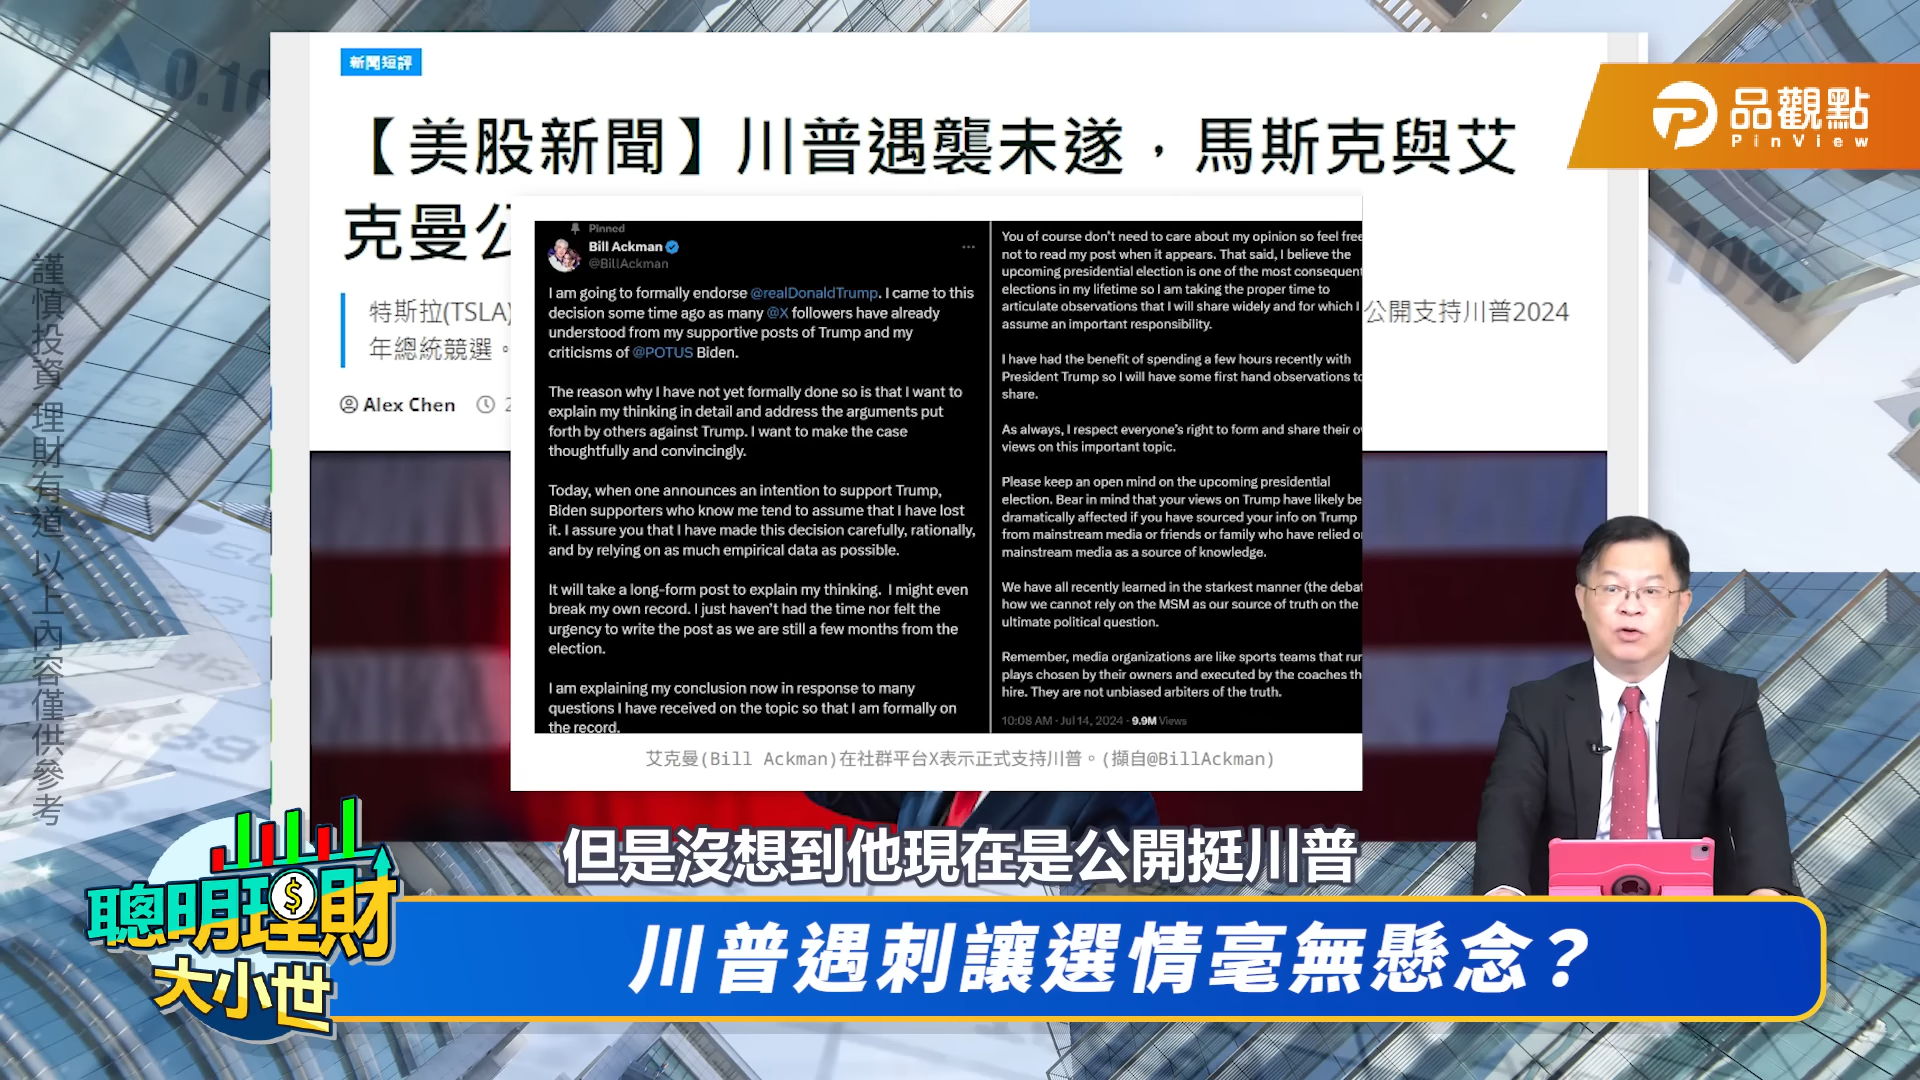 新聞短評
【美股新聞】川普遇襲未遂，馬斯克與艾
克曼公
特斯拉(TSLA)
公開支持川普2024
年總統競選。
Alex Chen
品觀點
PinView
謹慎投資 理財有道 以上內容僅供參考
Pinned
Bill Ackman
@BillAckman
I am going to formally endorse @realDonaldTrump. I came to this
decision some time ago as many @X followers have already
understood from my supportive posts of Trump and my
criticisms of @POTUS Biden.
The reason why I have not yet formally done so is that I want to
explain my thinking in detail and address the arguments put
forth by others against Trump. I want to make the case
thoughtfully and convincingly.
Today, when one announces an intention to support Trump,
Biden supporters who know me tend to assume that I have lost
it. I assure you that I have made this decision carefully, rationally,
and by relying on as much empirical data as possible.
It will take a long-form post to explain my thinking. I might even
break my own record. I just haven't had the time nor felt the
urgency to write the post as we are still a few months from the
election.
I am explaining my conclusion now in response to many
questions I have received on the topic so that I am formally on
the record.
You of course don't need to care about my opinion so feel free
not to read my post when it appears. That said, I believe the
upcoming presidential election is one of the most consequent
elections in my lifetime so I am taking the proper time to
articulate observations that I will share widely and for which I
assume an important responsibility.
I have had the benefit of spending a few hours recently with
President Trump so I will have some first hand observations to
share.
As always, I respect everyone's right to form and share their o
views on this important topic.
Please keep an open mind on the upcoming presidential
election. Bear in mind that your views on Trump have likely be
dramatically affected if you have sourced your info on Trump
from mainstream media or friends or family who have relied o
mainstream media as a source of knowledge.
We have all recently learned in the starkest manner (the debat
how we cannot rely on the MSM as our source of truth on the
ultimate political question.
Remember, media organizations are like sports teams that run
plays chosen by their owners and executed by the coaches th
hire. They are not unbiased arbiters of the truth.
10:08 AM · Jul 14, 2024 · 9.9M Views
艾克曼(Bill Ackman)在社群平台X表示正式支持川普。(擷自@BillAckman)
但是沒想到他現在是公開挺川普
聰明理財
大小世
川普遇刺讓選情毫無懸念？